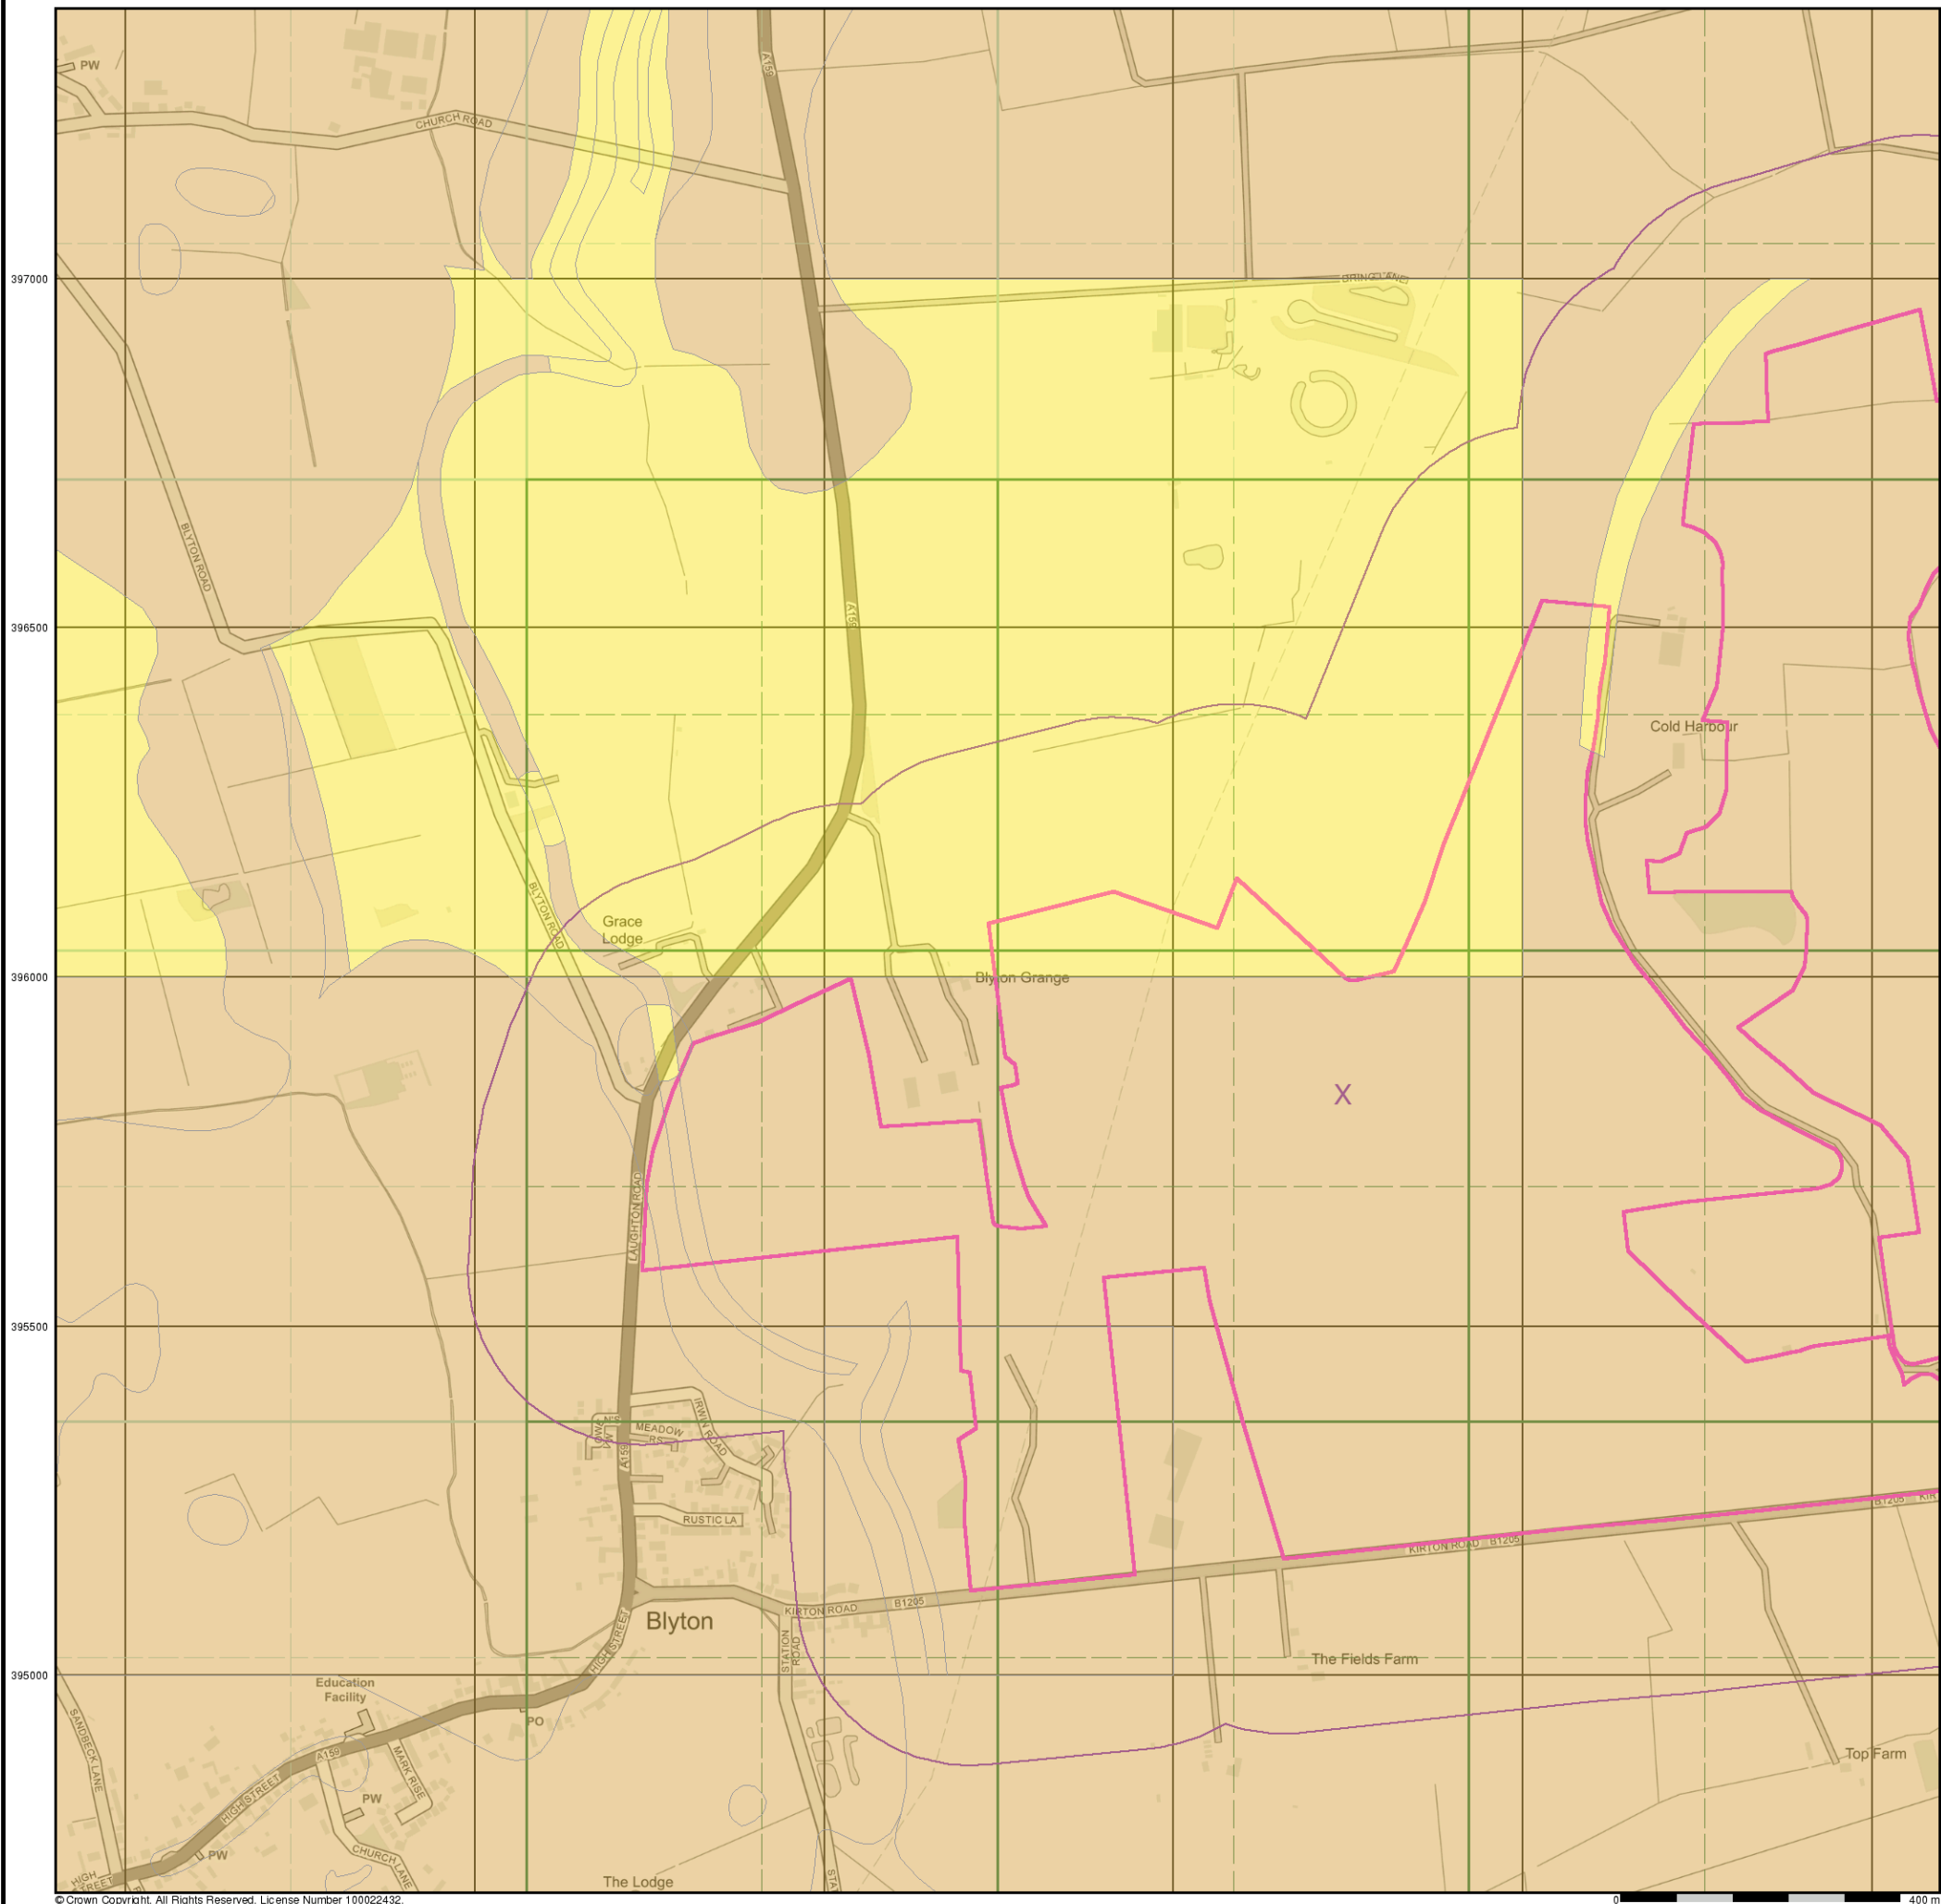 PW
A159
CHURCH ROAD
397000
BLYTON ROAD
A159
396500
Cold Harbour
BLYTON ROAD
Grace
Lodge
396000
Blyton Grange
X
LAUGHTON ROAD
395500
MEADOW
IRWIN ROAD
A159
RUSTIC LA
KIRTON ROAD
B1205
KIRTON ROAD
B1205
B1205
Blyton
HIGH STREET
STATION
ROAD
395000
The Fields Farm
Education
Facility
PO
SANDBECK LANE
A159
MARK RISE
Top Farm
HIGH STREET
PW
PW
CHURCH LANE
HIGH
STREET
The Lodge
© Crown Copyright. All Rights Reserved. License Number 100022432.
0
400 m